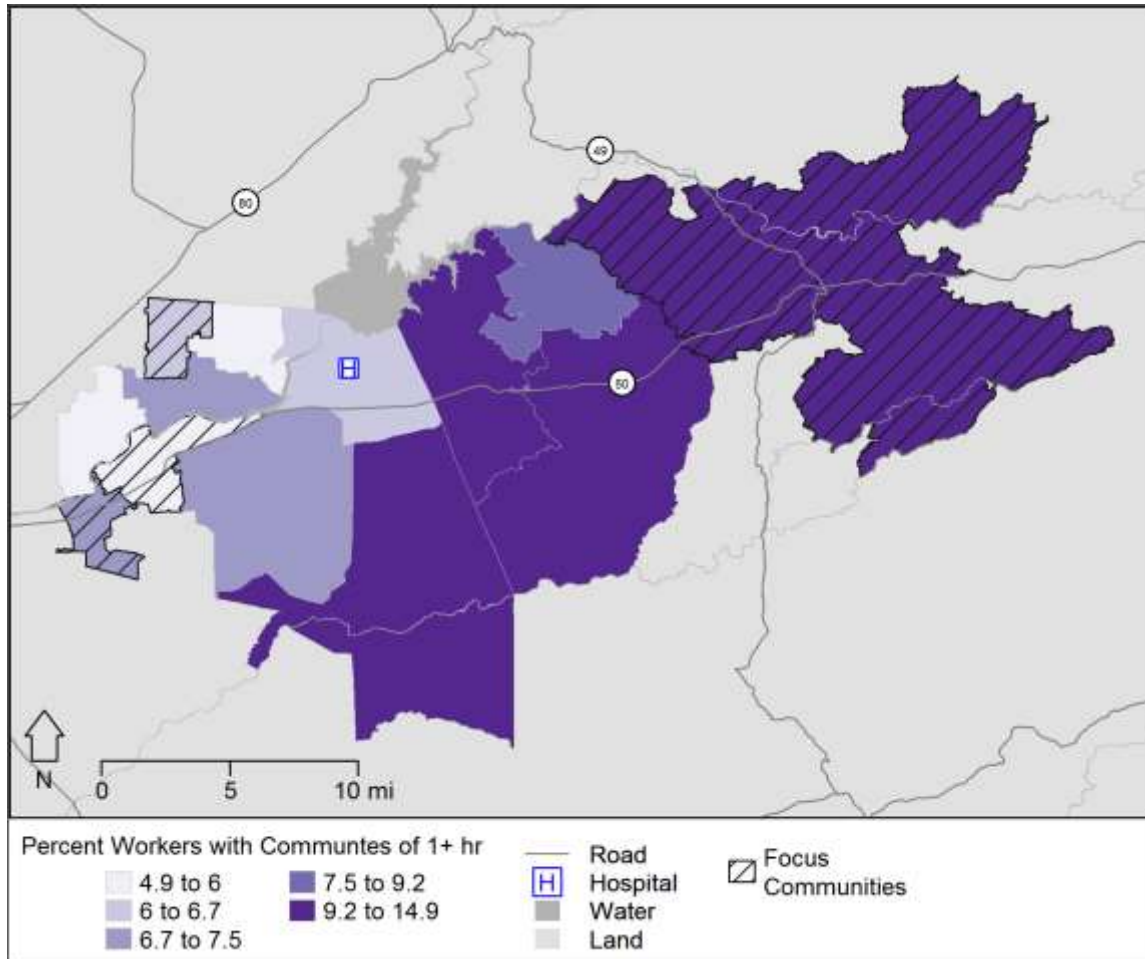 49
80
50
H
N
0 5 10 mi
Percent Workers with Communtes of 1+ hr
4.9 to 6
6 to 6.7
6.7 to 7.5
7.5 to 9.2
9.2 to 14.9
Road
H Hospital
Water
Land
Focus
Communities